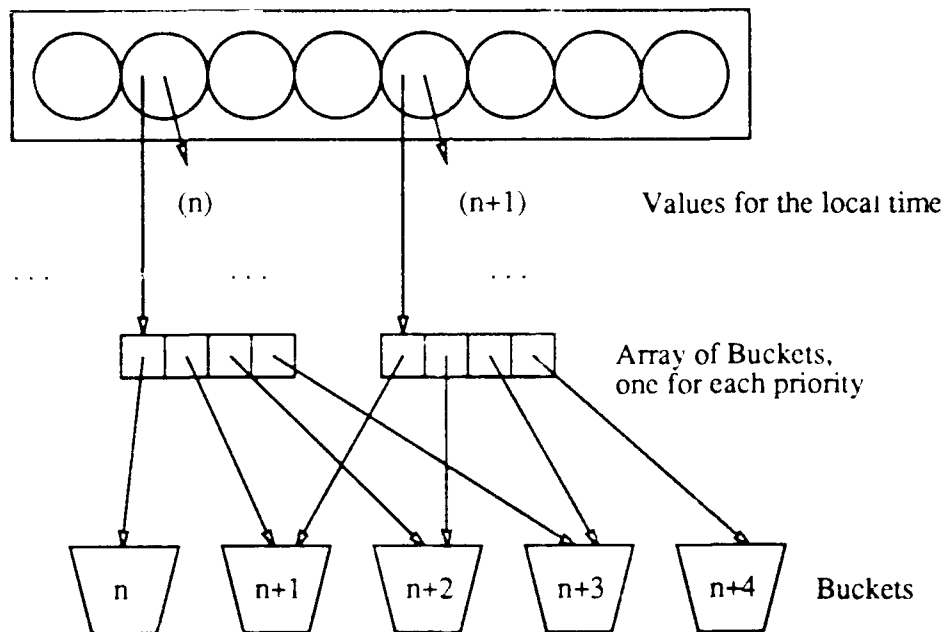 (n)
(n+1)
Values for the local time
... ... ...
Array of Buckets,
one for each priority
n
n+1
n+2
n+3
n+4
Buckets